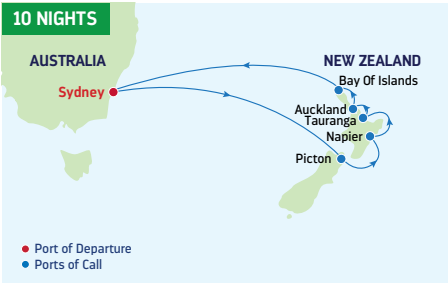 10 NIGHTS
AUSTRALIA
NEW ZEALAND
Sydney
Bay Of Islands
Auckland
Tauranga
Napier
Picton
Port of Departure
Ports of Call